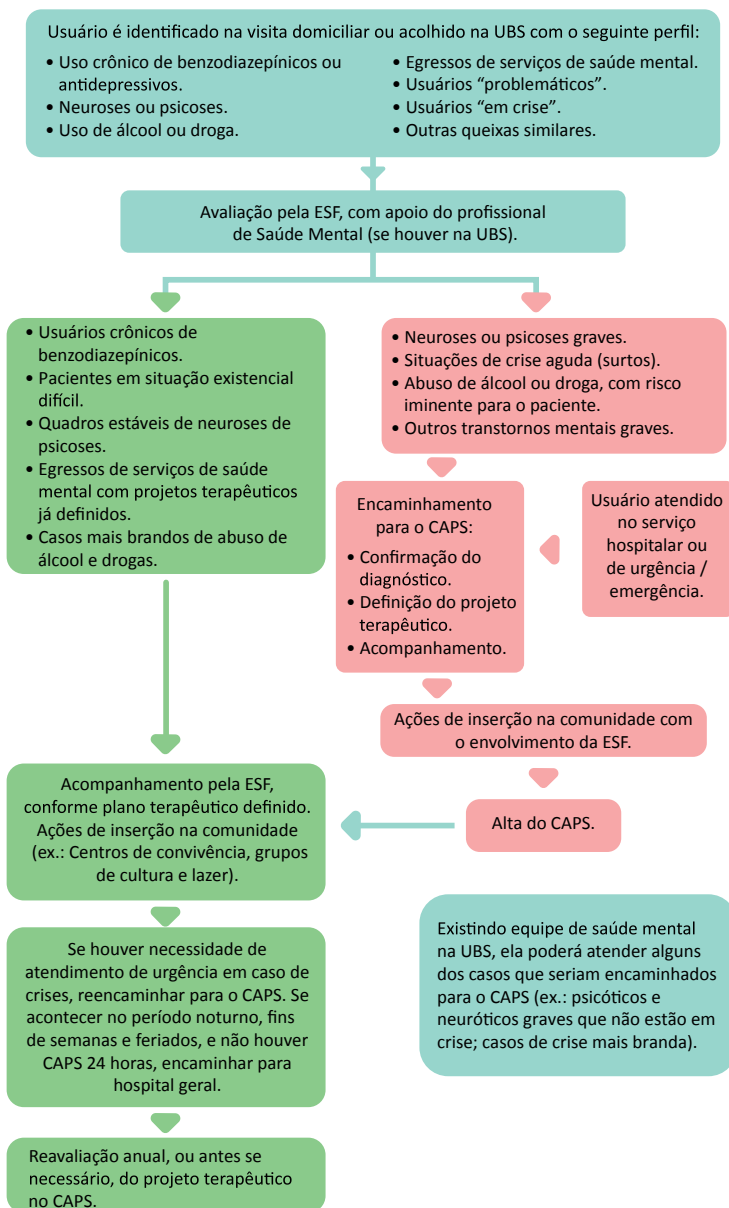 Usuário é identificado na visita domiciliar ou acolhido na UBS com o seguinte perfil:
• Uso crônico de benzodiazepínicos ou
antidepressivos.
• Neuroses ou psicoses.
• Uso de álcool ou droga.
• Egressos de serviços de saúde mental.
• Usuários “problemáticos”.
• Usuários “em crise”.
• Outras queixas similares.
Avaliação pela ESF, com apoio do profissional
de Saúde Mental (se houver na UBS).
• Usuários crônicos de
benzodiazepínicos.
• Pacientes em situação existencial
difícil.
• Quadros estáveis de neuroses de
psicoses.
• Egressos de serviços de saúde
mental com projetos terapêuticos
já definidos.
• Casos mais brandos de abuso de
álcool e drogas.
• Neuroses ou psicoses graves.
• Situações de crise aguda (surtos).
• Abuso de álcool ou droga, com risco
iminente para o paciente.
• Outros transtornos mentais graves.
Encaminhamento
para o CAPS:
• Confirmação do
diagnóstico.
• Definição do projeto
terapêutico.
• Acompanhamento.
Usuário atendido
no serviço
hospitalar ou
de urgência /
emergência.
Ações de inserção na comunidade com
o envolvimento da ESF.
Alta do CAPS.
Acompanhamento pela ESF,
conforme plano terapêutico definido.
Ações de inserção na comunidade
(ex.: Centros de convivência, grupos
de cultura e lazer).
Se houver necessidade de
atendimento de urgência em caso de
crises, reencaminhar para o CAPS. Se
acontecer no período noturno, fins
de semanas e feriados, e não houver
CAPS 24 horas, encaminhar para
hospital geral.
Existindo equipe de saúde mental
na UBS, ela poderá atender alguns
dos casos que seriam encaminhados
para o CAPS (ex.: psicóticos e
neuróticos graves que não estão em
crise; casos de crise mais branda).
Reavaliação anual, ou antes se
necessário, do projeto terapêutico
no CAPS.